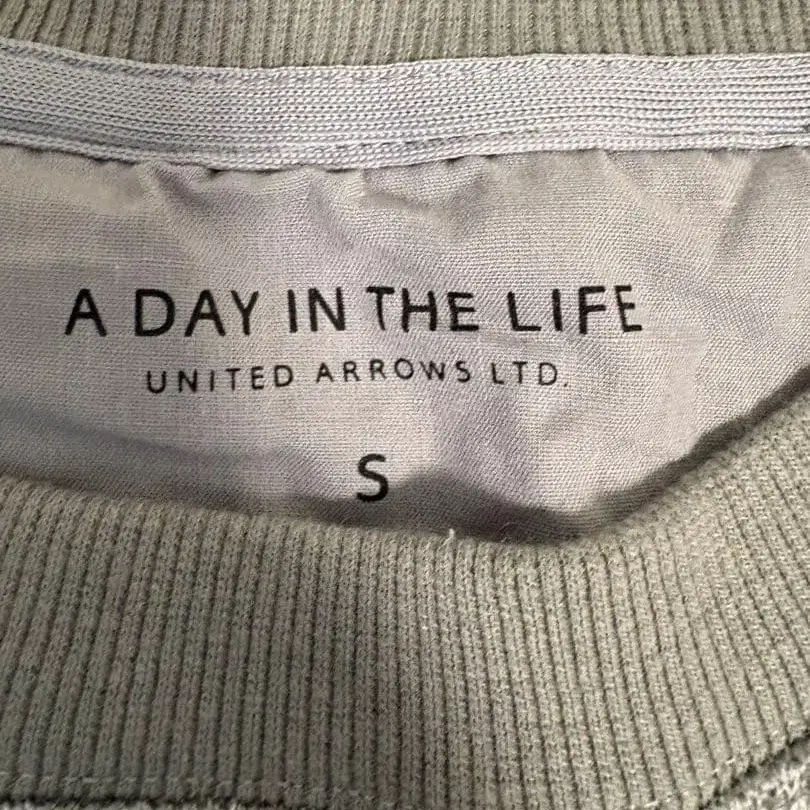 A DAY IN THE LIFE
UNITED ARROWS LTD.
S